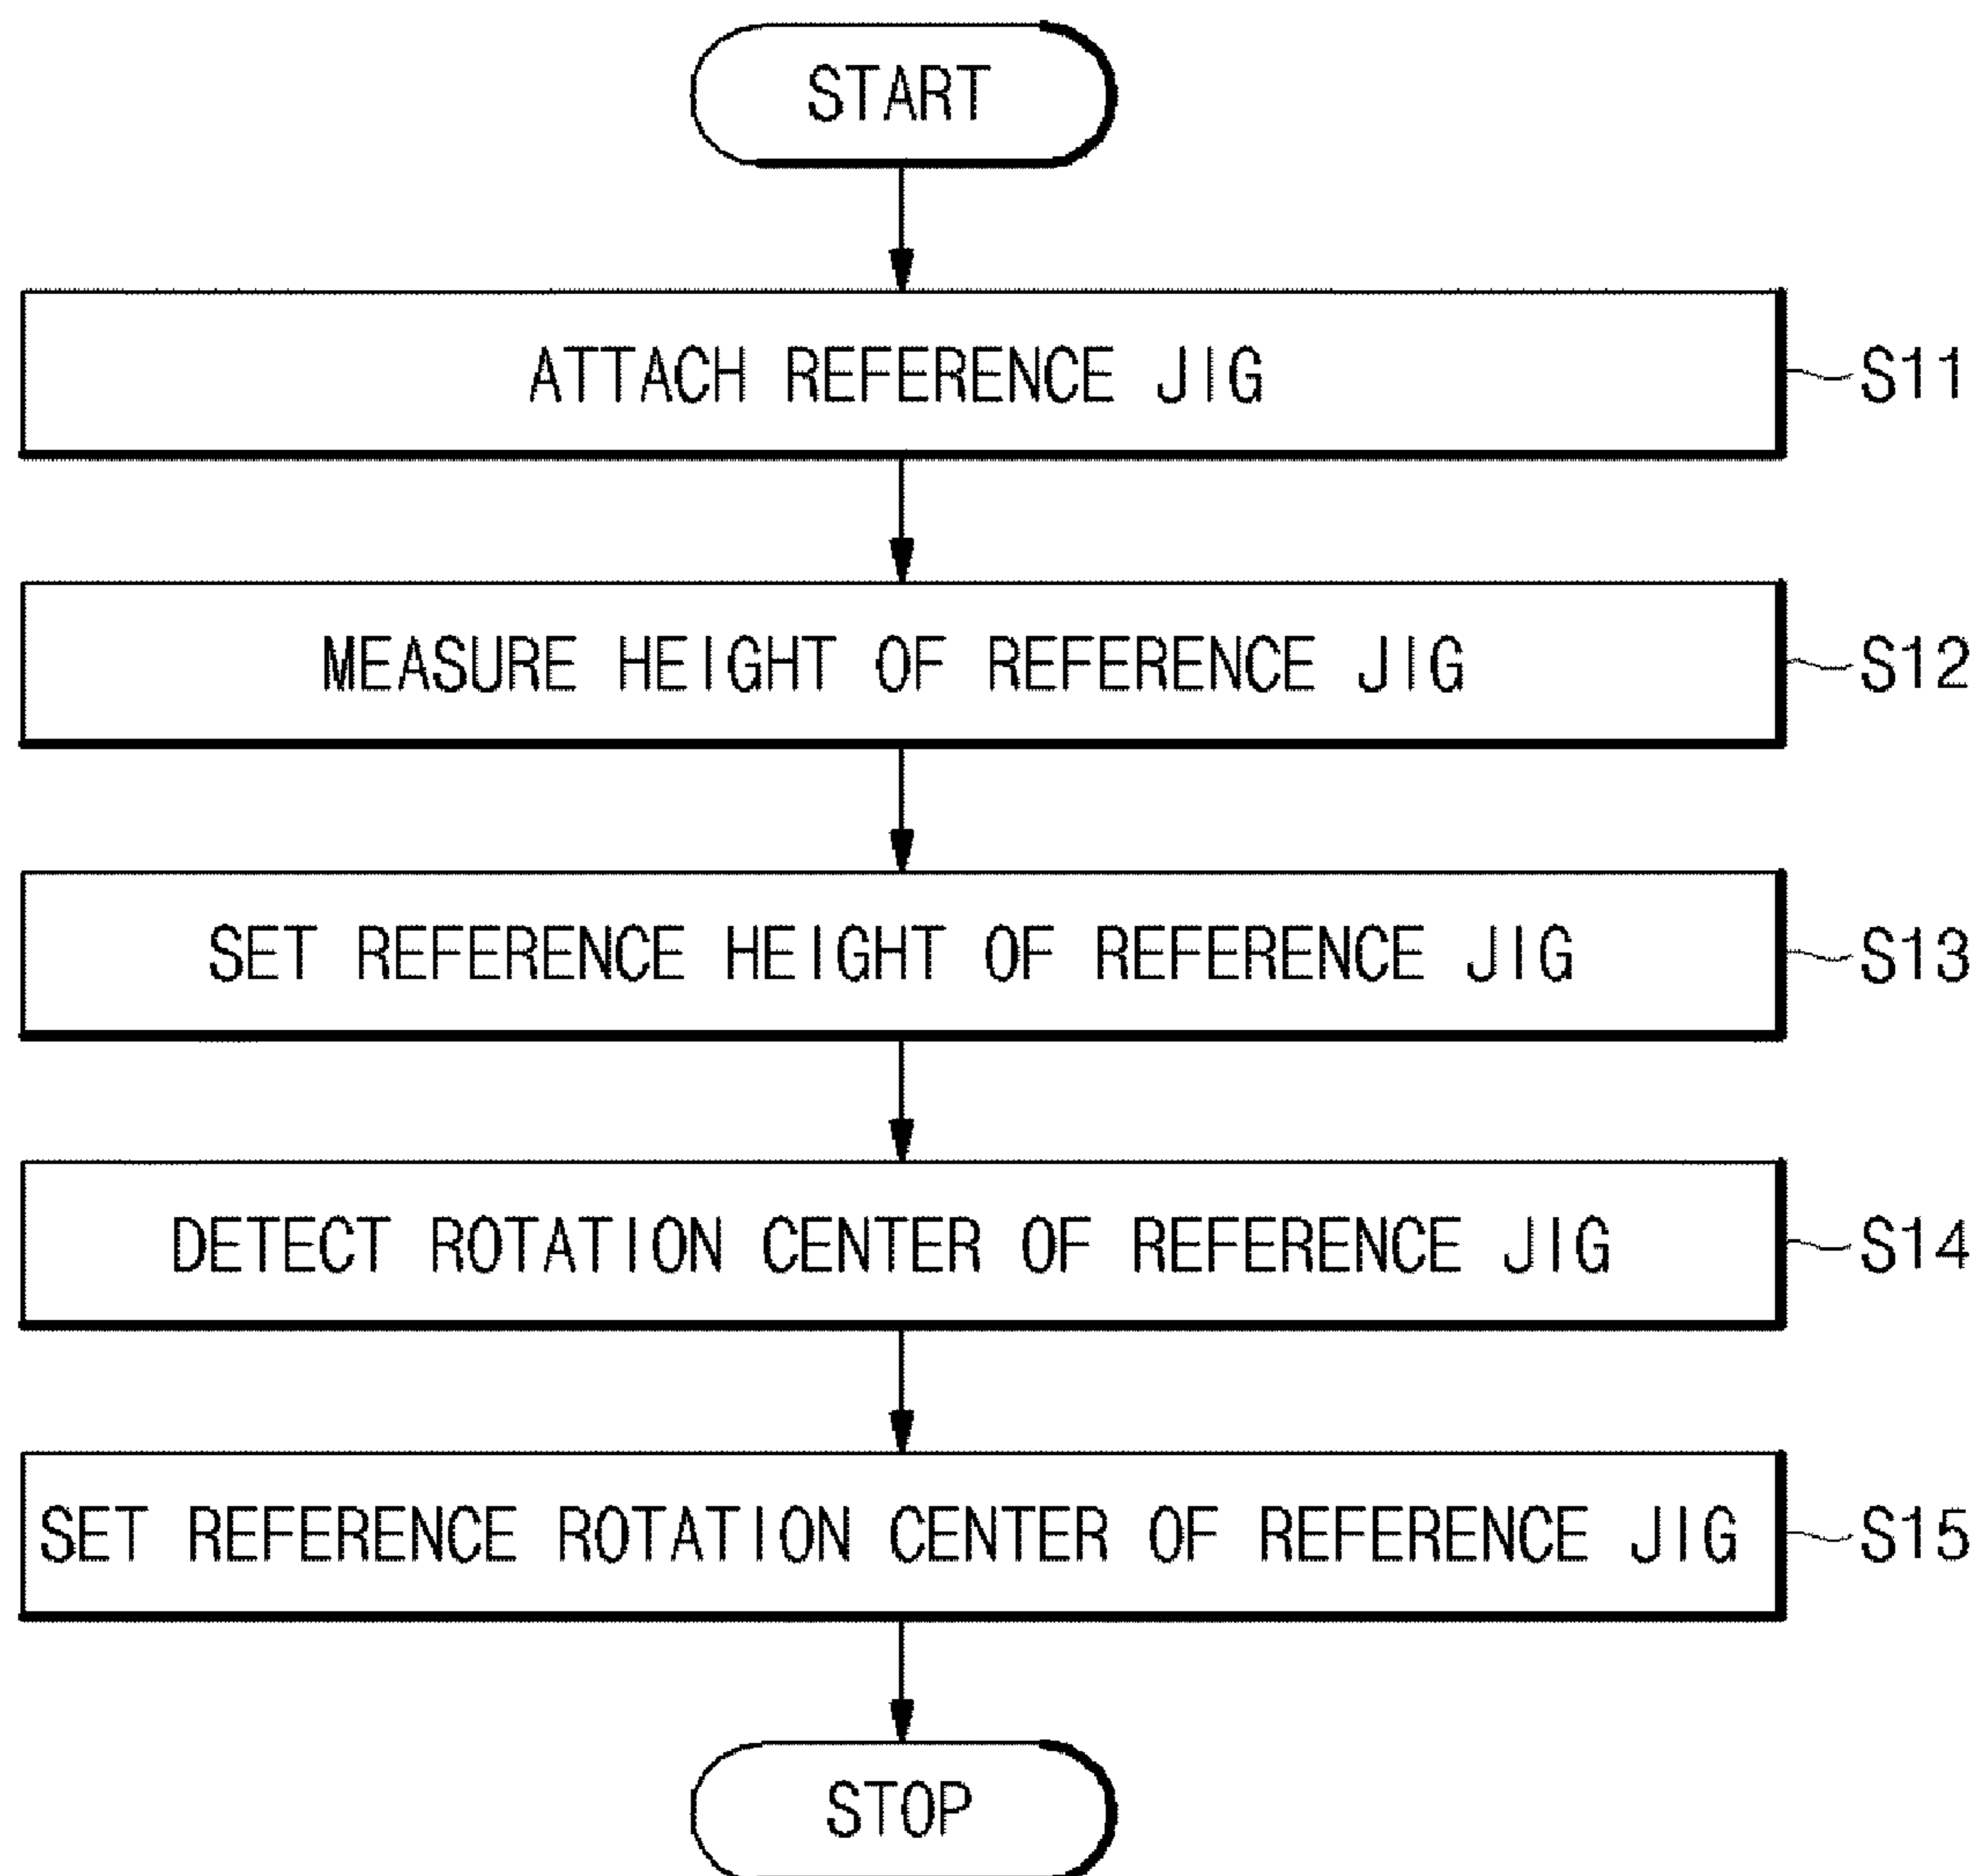 START
ATTACH REFERENCE JIG
S11
MEASURE HEIGHT OF REFERENCE JIG
S12
SET REFERENCE HEIGHT OF REFERENCE JIG
S13
DETECT ROTATION CENTER OF REFERENCE JIG
S14
SET REFERENCE ROTATION CENTER OF REFERENCE JIG
S15
STOP